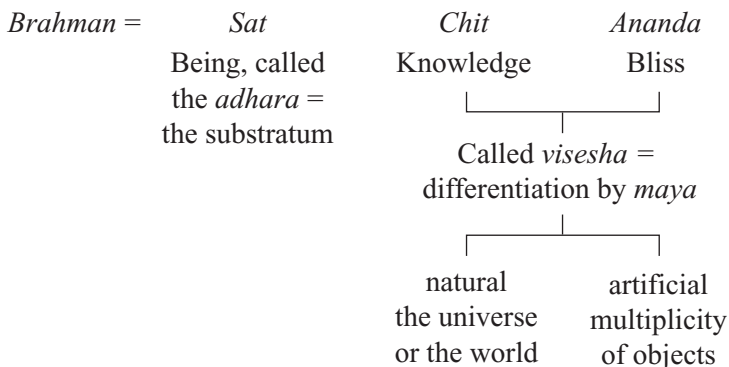 Brahman = Sat Chit Ananda
Being, called Knowledge Bliss
the adhara =
the substratum
Called visesha =
differentiation by maya
natural artificial
the universe multiplicity
or the world of objects